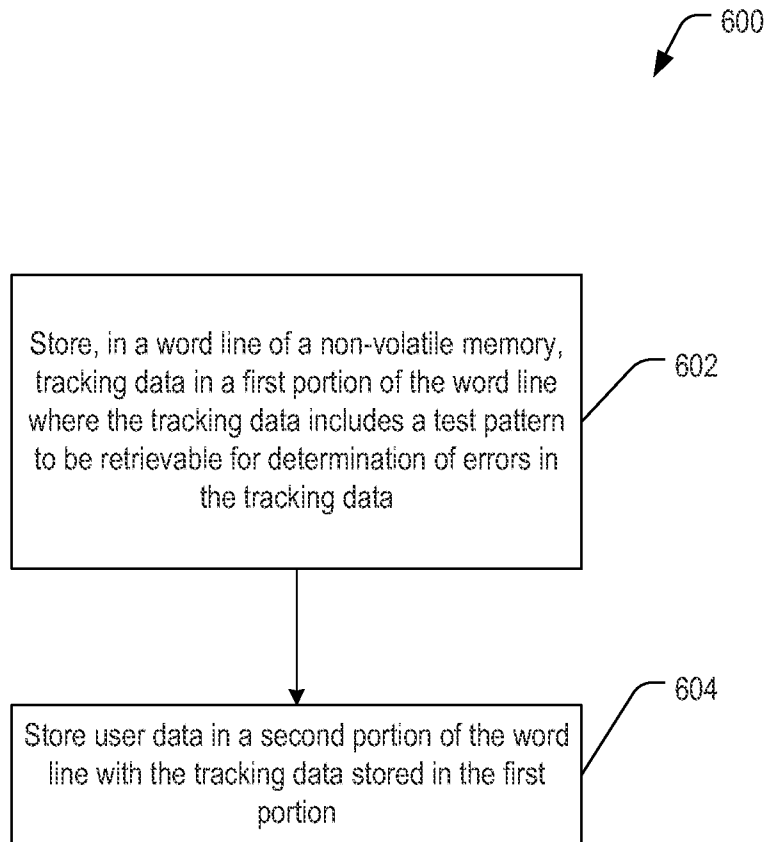 600
Store, in a word line of a non-volatile memory,
tracking data in a first portion of the word line
where the tracking data includes a test pattern
to be retrievable for determination of errors in
the tracking data
602
604
Store user data in a second portion of the word
line with the tracking data stored in the first
portion